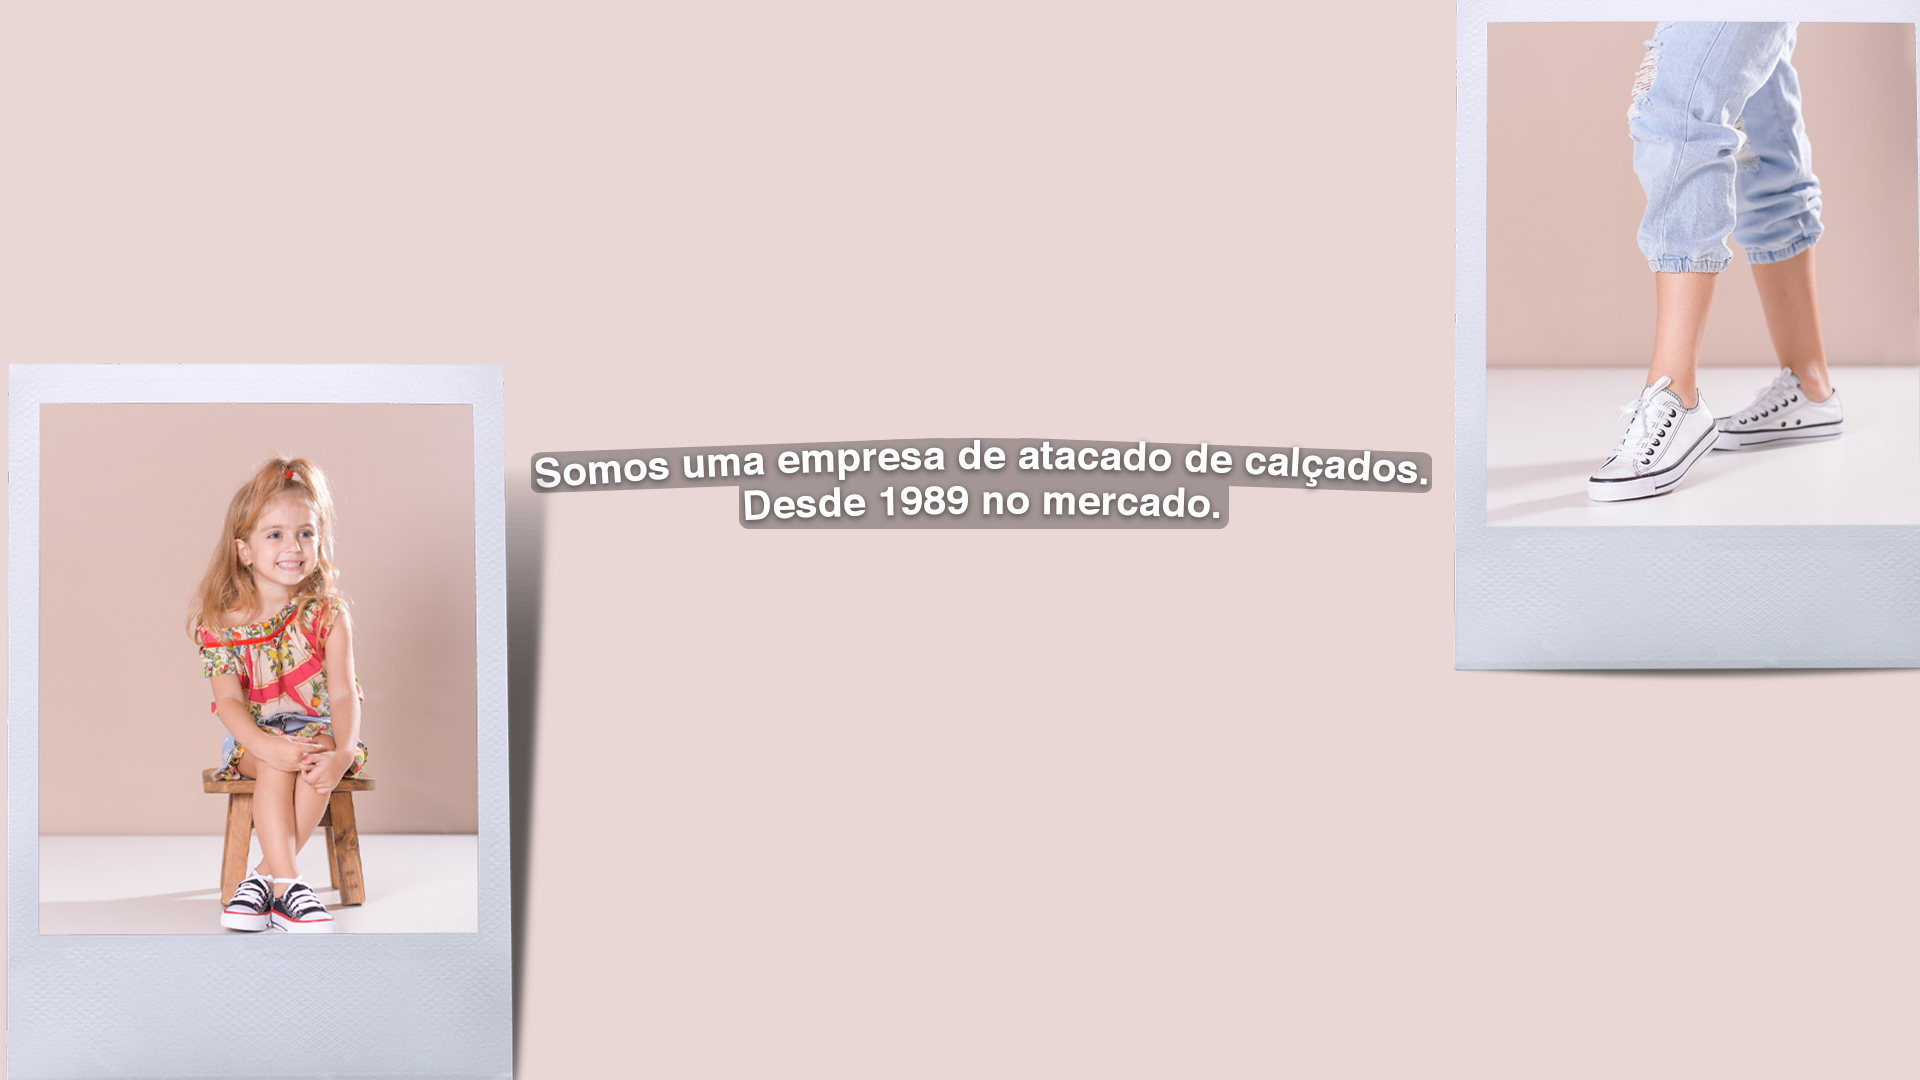 Somos uma empresa de atacado de calçados.
Desde 1989 no mercado.